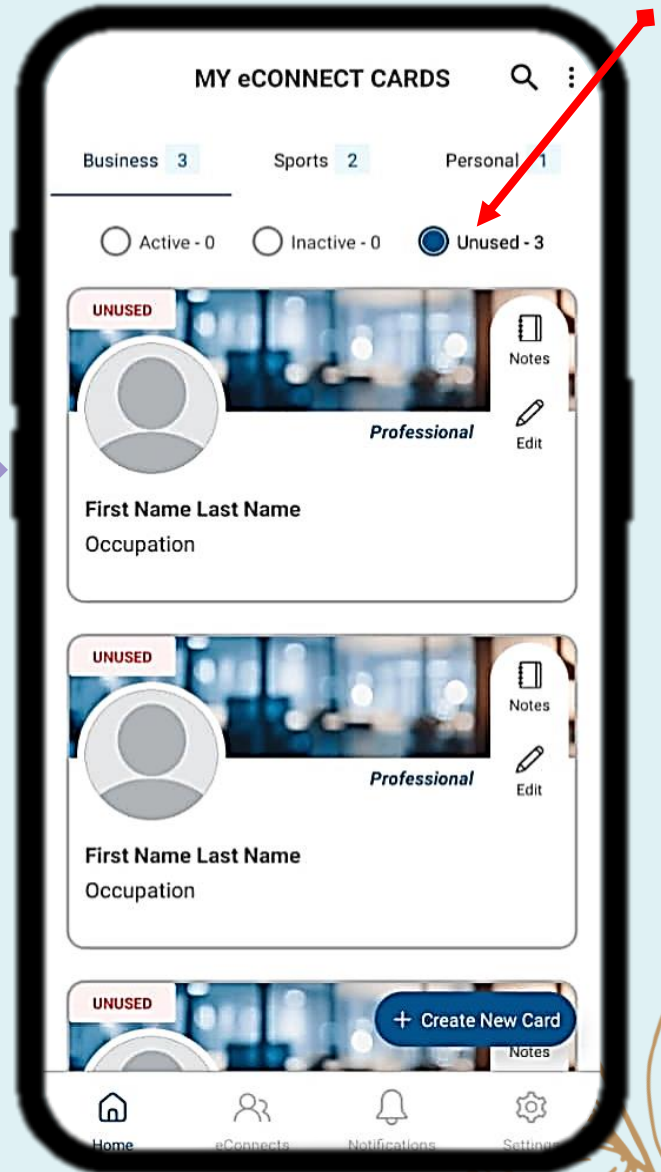 MY eCONNECT CARDS
Business 3 Sports 2 Personal 1
Active - 0 Inactive - 0 Unused - 3
UNUSED
Notes
Professional
Edit
First Name Last Name
Occupation
UNUSED
Notes
Professional
Edit
First Name Last Name
Occupation
UNUSED
+ Create New Card
Notes
Home eConnects Notifications Settings